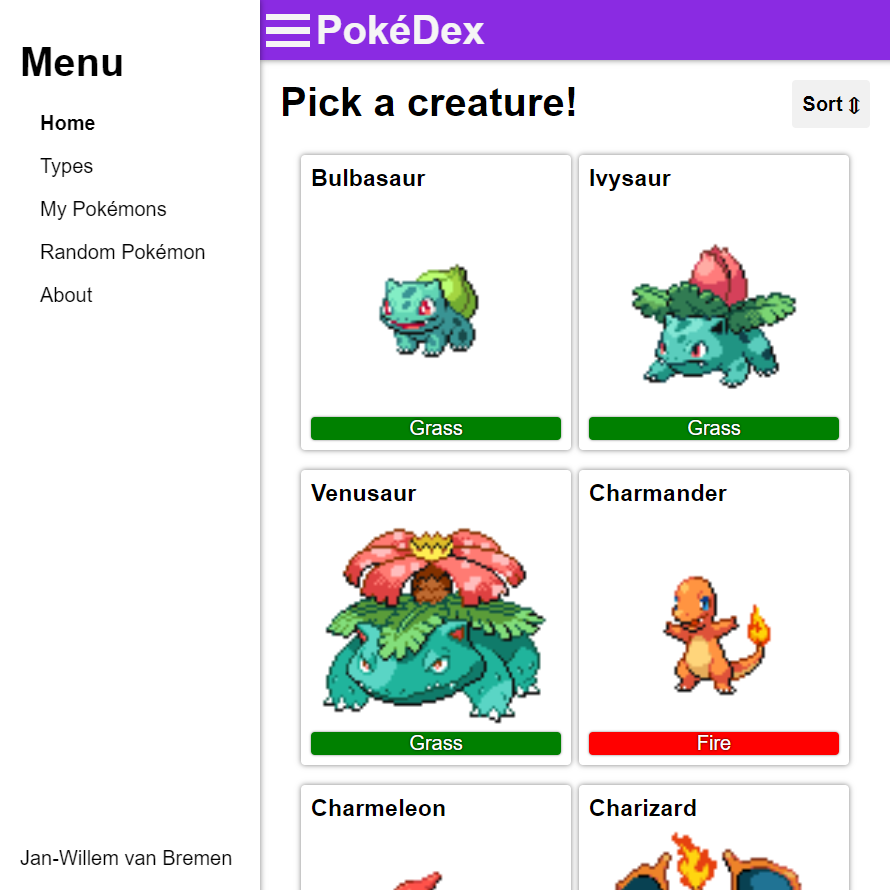 Menu
Home
Types
My Pokémons
Random Pokémon
About
Jan-Willem van Bremen
PokéDex
Pick a creature!
Sort ⇕
Bulbasaur
Grass
Ivysaur
Grass
Venusaur
Grass
Charmander
Fire
Charmeleon
Charizard